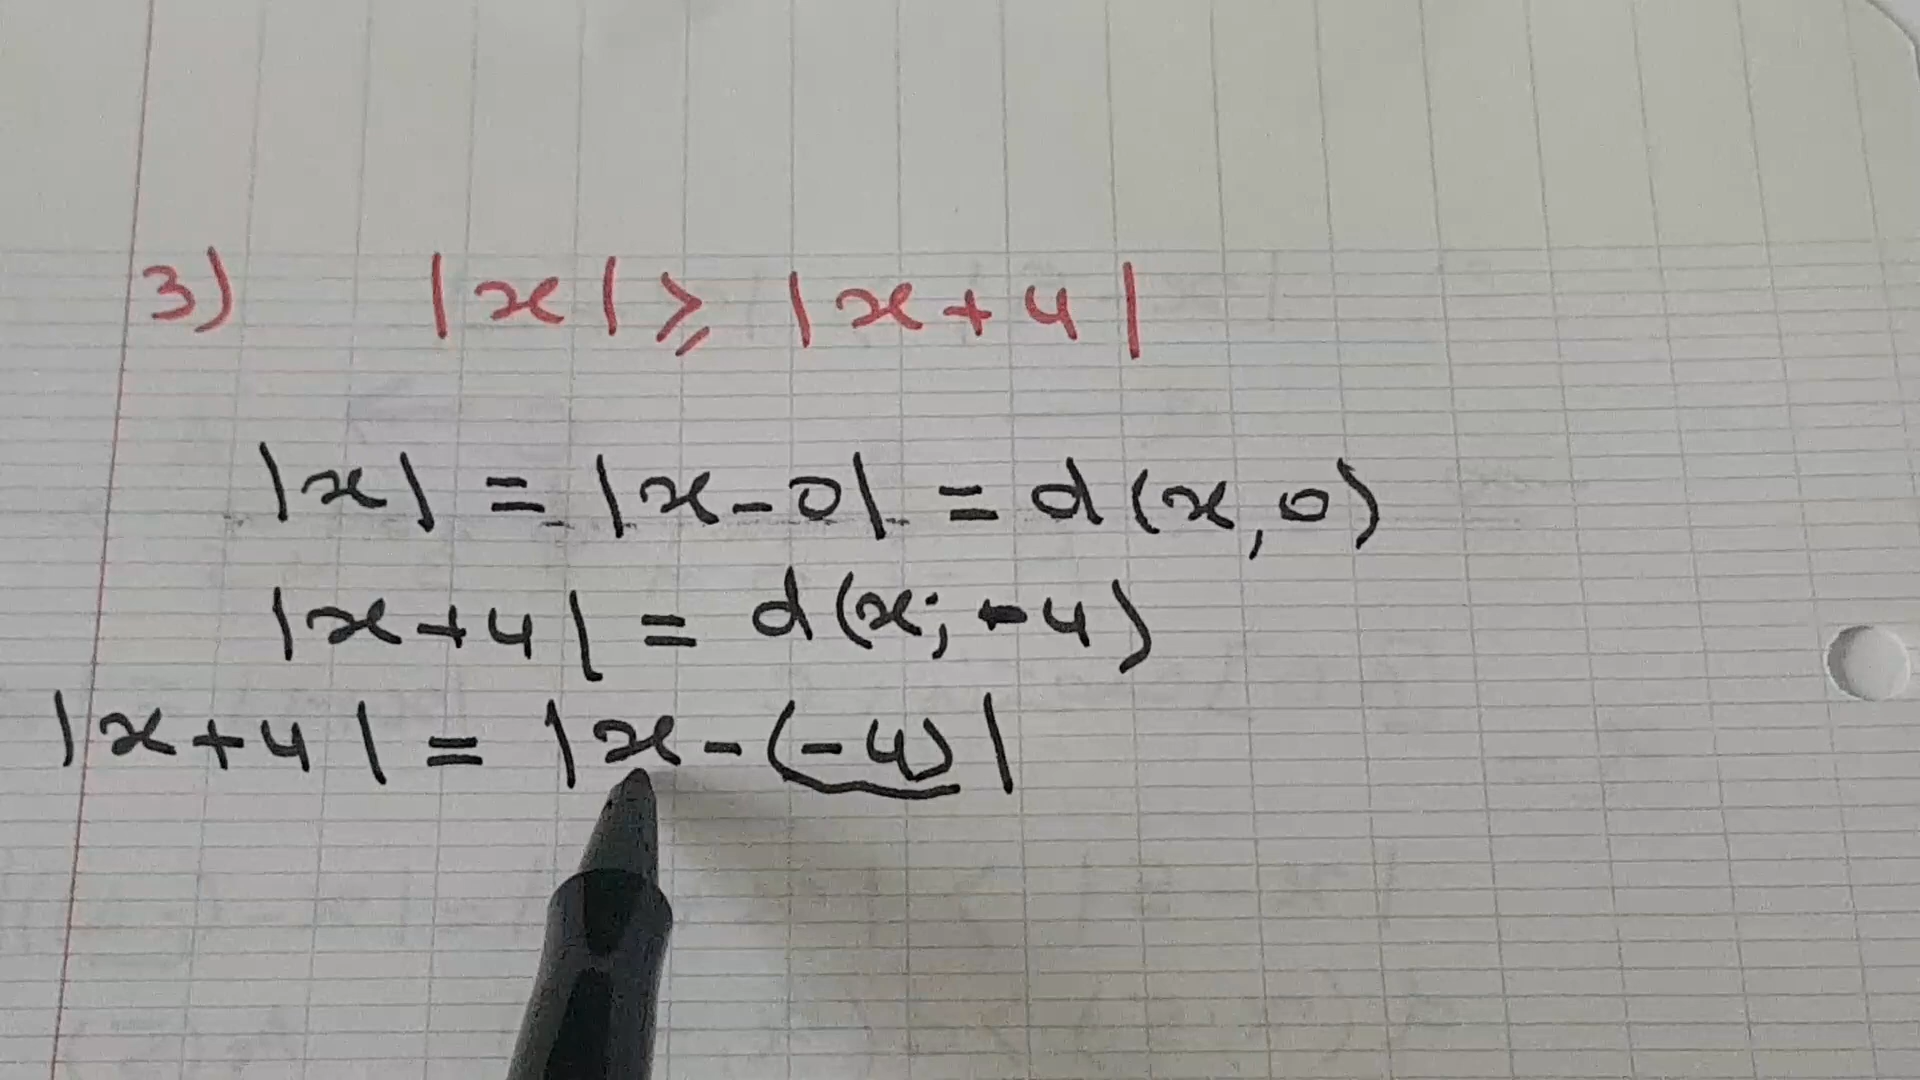 3) |x| ⩾ |x+4|
|x| = |x-0| = d(x,0)
|x+4| = d(x;-4)
|x+4| = |x-(-4)|